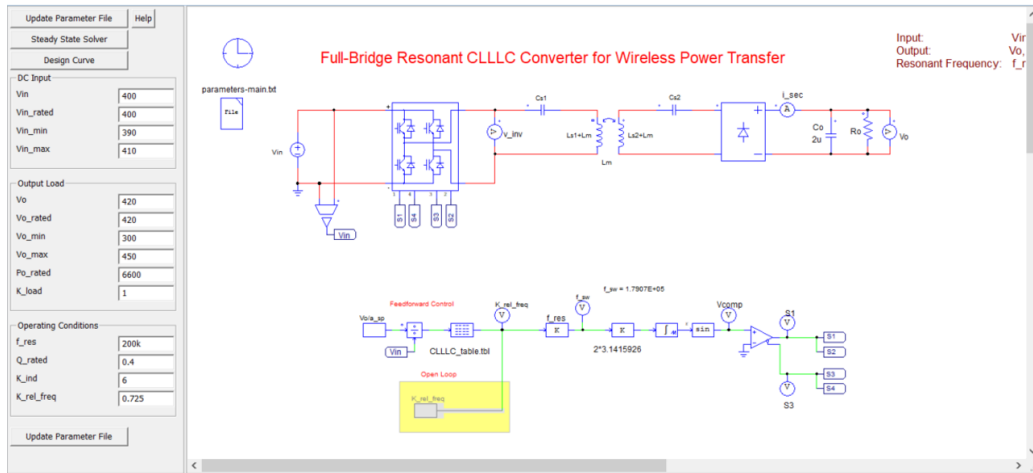 Update Parameter File
Help
Steady State Solver
Design Curve
DC Input
Vin 400
Vin_rated 400
Vin_min 390
Vin_max 410
Output Load
Vo 420
Vo_rated 420
Vo_min 300
Vo_max 450
Po_rated 6600
K_load 1
Operating Conditions
f_res 200k
Q_rated 0.4
K_ind 6
K_rel_freq 0.725
Update Parameter File
Full-Bridge Resonant CLLLC Converter for Wireless Power Transfer
Input: Vin
Output: Vo,
Resonant Frequency: f_r
parameters-main.txt
File
Vin
S1
S4
S3
S2
Vin
V
v_inv
Cs1
Ls1+Lm
Ls2+Lm
Lm
Cs2
i_sec
A
Co
2u
Ro
V
Vo
Feedforward Control
Vo/a_sp
Vin
CLLLC_table.tbl
K_rel_freq
V
Open Loop
K_rel_freq
f_res
K
f_sw
V
f_sw = 1.7907E+05
K
2*3.1415926
sin
Vcomp
V
S1
V
S1
S2
S3
S4
V
S3